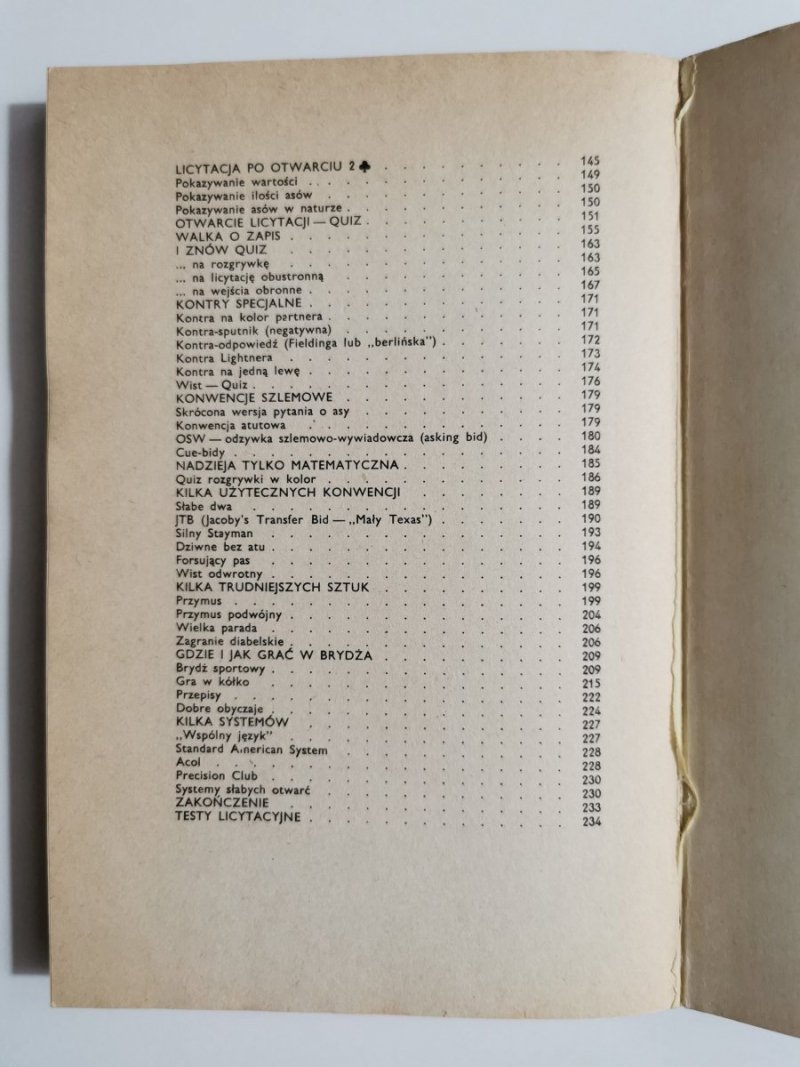 LICYTACJA PO OTWARCIU 2 ♣ . . . . . . . . . . 145
Pokazywanie wartości . . . . . . . . . . 149
Pokazywanie ilości asów . . . . . . . . . . 150
Pokazywanie asów w naturze . . . . . . . . . . 150
OTWARCIE LICYTACJI — QUIZ . . . . . . . . . . 151
WALKA O ZAPIS . . . . . . . . . . 155
I ZNÓW QUIZ . . . . . . . . . . 163
... na rozgrywkę . . . . . . . . . . 163
... na licytację obustronną . . . . . . . . . . 165
... na wejścia obronne . . . . . . . . . . 167
KONTRY SPECJALNE . . . . . . . . . . 171
Kontra na kolor partnera . . . . . . . . . . 171
Kontra-sputnik (negatywna) . . . . . . . . . . 171
Kontra-odpowiedź (Fieldinga lub „berlińska") . . . . . . . 172
Kontra Lightnera . . . . . . . . . . 173
Kontra na jedną lewę . . . . . . . . . . 174
Wist — Quiz . . . . . . . . . . 176
KONWENCJE SZLEMOWE . . . . . . . . . . 179
Skrócona wersja pytania o asy . . . . . . . . . . 179
Konwencja atutowa . . . . . . . . . . 179
OSW — odzywka szlemowo-wywiadowcza (asking bid) . . . . 180
Cue-bidy . . . . . . . . . . 184
NADZIEJA TYLKO MATEMATYCZNA . . . . . . . . . 185
Quiz rozgrywki w kolor . . . . . . . . . . 186
KILKA UŻYTECZNYCH KONWENCJI . . . . . . . . 189
Słabe dwa . . . . . . . . . . 189
JTB (Jacoby's Transfer Bid — „Mały Texas") . . . . . . . 190
Silny Stayman . . . . . . . . . . 193
Dziwne bez atu . . . . . . . . . . 194
Forsujący pas . . . . . . . . . . 196
Wist odwrotny . . . . . . . . . . 196
KILKA TRUDNIEJSZYCH SZTUK . . . . . . . . . . 199
Przymus . . . . . . . . . . 199
Przymus podwójny . . . . . . . . . . 204
Wielka parada . . . . . . . . . . 206
Zagranie diabelskie . . . . . . . . . . 206
GDZIE I JAK GRAĆ W BRYDŻA . . . . . . . . . . 209
Brydż sportowy . . . . . . . . . . 209
Gra w kółko . . . . . . . . . . 215
Przepisy . . . . . . . . . . 222
Dobre obyczaje . . . . . . . . . . 224
KILKA SYSTEMÓW . . . . . . . . . . 227
„Wspólny język" . . . . . . . . . . 227
Standard American System . . . . . . . . . . 228
Acol . . . . . . . . . . 228
Precision Club . . . . . . . . . . 230
Systemy słabych otwarć . . . . . . . . . . 230
ZAKOŃCZENIE . . . . . . . . . . 233
TESTY LICYTACYJNE . . . . . . . . . . 234